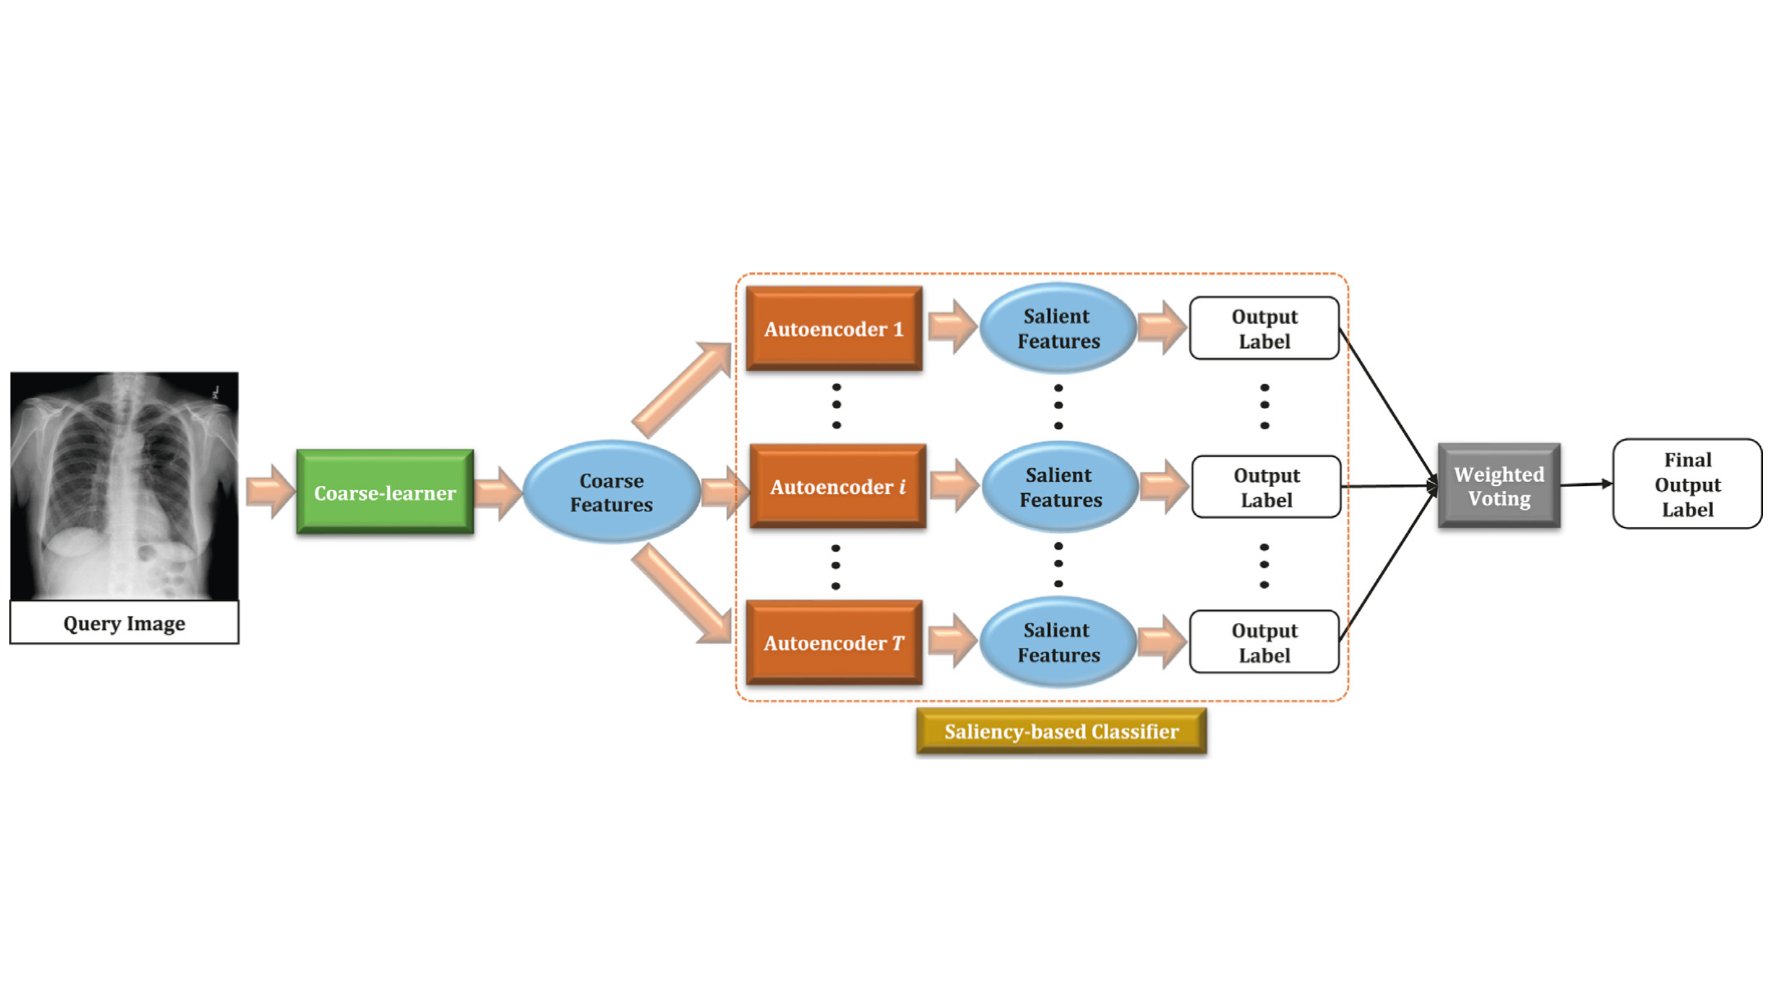 Query Image
Coarse-learner
Coarse
Features
Autoencoder 1
Salient
Features
Output
Label
Autoencoder i
Salient
Features
Output
Label
Autoencoder T
Salient
Features
Output
Label
Saliency-based Classifier
Weighted
Voting
Final
Output
Label